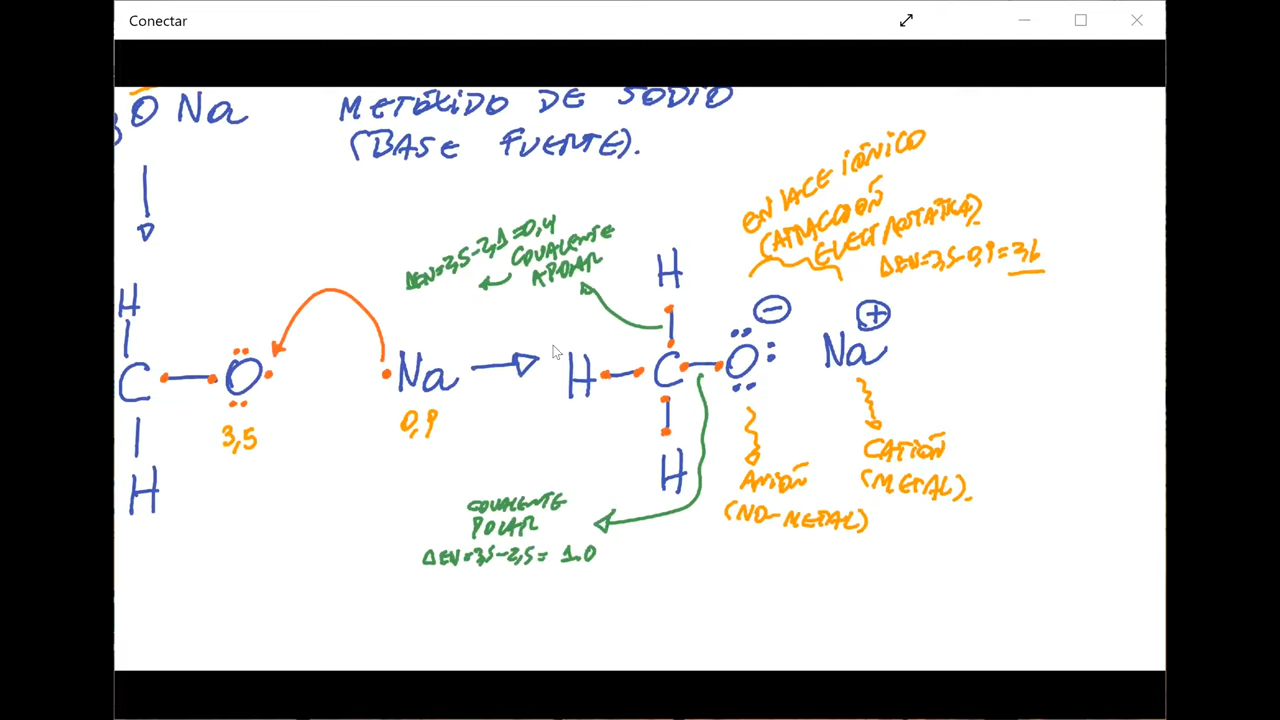 Conectar
3O Na METÓXIDO DE SODIO
(BASE FUERTE).
ENLACE IÓNICO
(ATRACCIÓN
ELECTROSTÁTICA).
ΔEN=3,5-0,9=3,6
ΔEN=2,5-2,1=0,4
COVALENTE
APOLAR
H
H
C
O
Na
H
C
O
⊖
Na
⊕
3,5
0,9
H
H
ANIÓN
(NO-METAL)
CATIÓN
(METAL).
COVALENTE
POLAR
ΔEN=3,5-2,5= 1.0